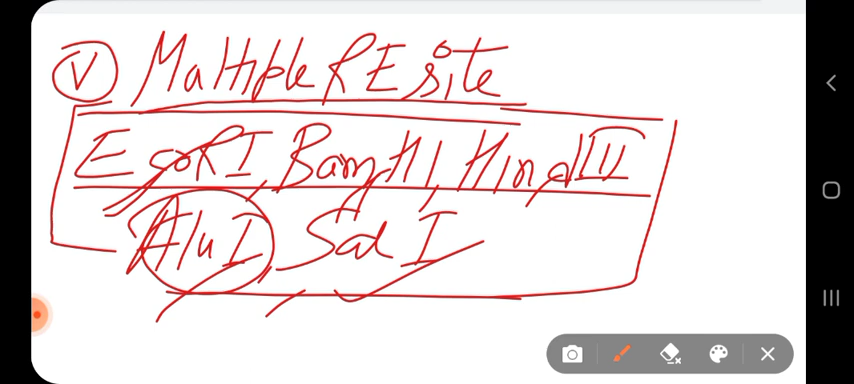 (V) Multiple RE site
EcoRI, BamHI, HindIII
AluI, SalI